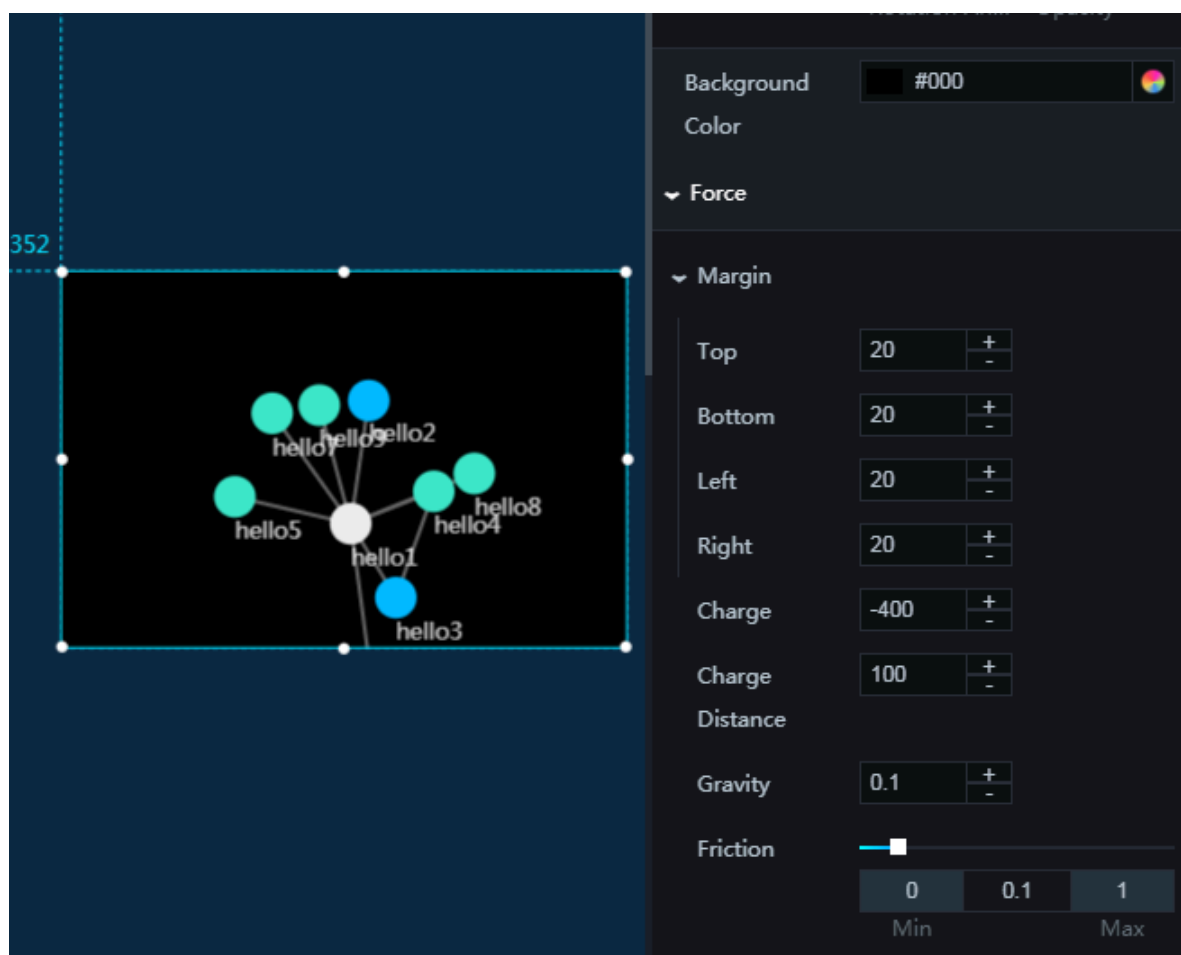 Background
Color
#000
Force
352
Margin
Top
20
+
-
Bottom
20
+
-
Left
20
+
-
Right
20
+
-
Charge
-400
+
-
Charge
Distance
100
+
-
Gravity
0.1
+
-
Friction
0
0.1
1
Min
Max
hello7
hello9
hello2
hello5
hello1
hello4
hello8
hello3